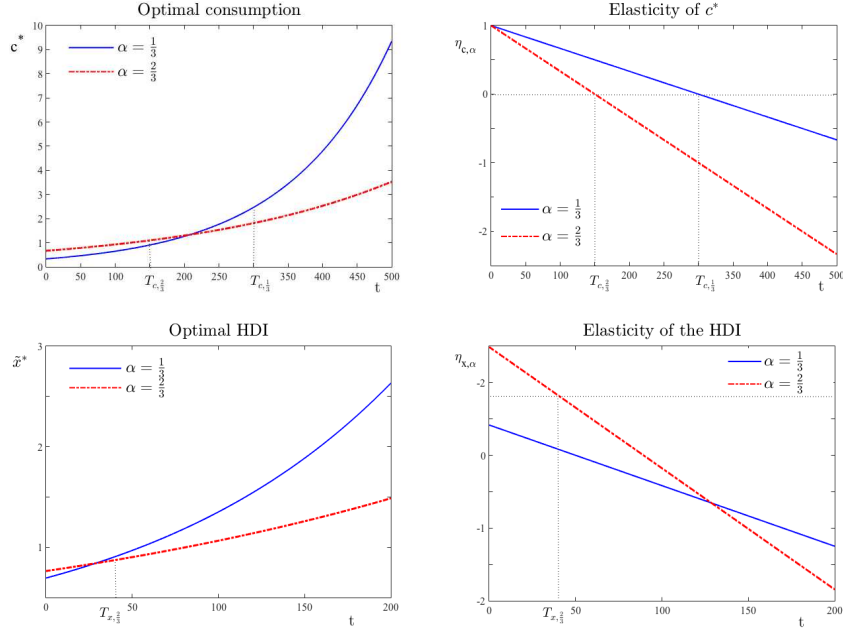 Optimal consumption
c*
α = 1/3
α = 2/3
10
9
8
7
6
5
4
3
2
1
0
0 50 100 150 200 250 300 350 400 450 500
T_{c,2/3} T_{c,1/3} t
Elasticity of c*
η_{c,α}
1
0
-1
-2
α = 1/3
α = 2/3
0 50 100 150 200 250 300 350 400 450 500
T_{c,2/3} T_{c,1/3} t
Optimal HDI
x̃*
α = 1/3
α = 2/3
3
2
1
0 50 100 150 200
T_{x,2/3} t
Elasticity of the HDI
η_{x,α}
α = 1/3
α = 2/3
-2
0
-1
-2
0 50 100 150 200
T_{x,2/3} t